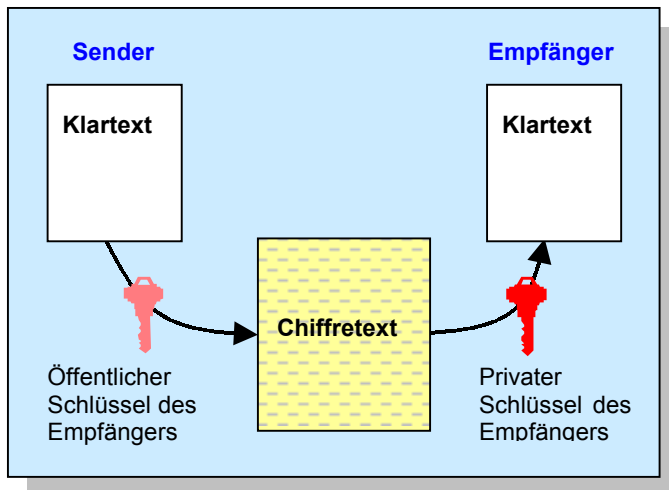 Sender
Empfänger
Klartext
Klartext
Chiffretext
Öffentlicher
Schlüssel des
Empfängers
Privater
Schlüssel des
Empfängers